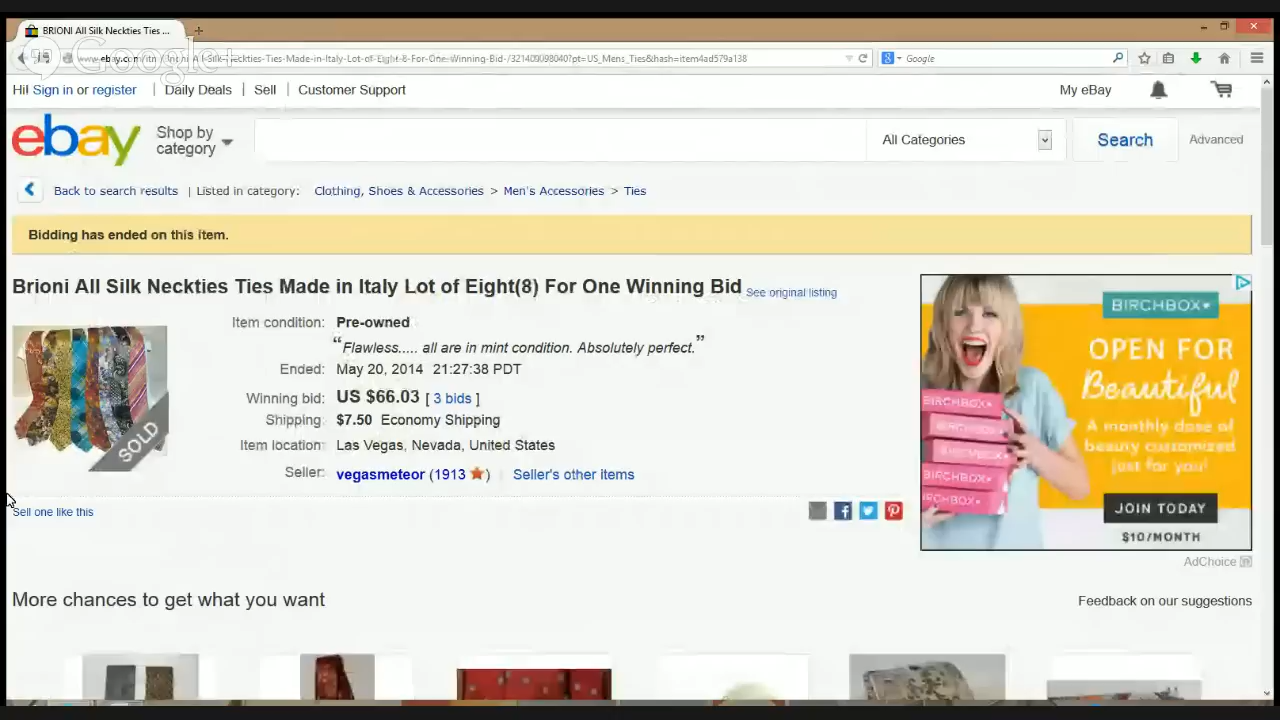 BRIONI All Silk Neckties Ties ...
Google+
Google
Hi! Sign in or register | Daily Deals | Sell | Customer Support
My eBay
ebay
Shop by category
All Categories
Search
Advanced
Back to search results | Listed in category: Clothing, Shoes & Accessories > Men's Accessories > Ties
Bidding has ended on this item.
Brioni All Silk Neckties Ties Made in Italy Lot of Eight(8) For One Winning Bid See original listing
Item condition: Pre-owned
“Flawless..... all are in mint condition. Absolutely perfect.”
Ended: May 20, 2014 21:27:38 PDT
Winning bid: US $66.03 [ 3 bids ]
Shipping: $7.50 Economy Shipping
Item location: Las Vegas, Nevada, United States
Seller: vegasmeteor (1913 ) | Seller's other items
SOLD
Sell one like this
BIRCHBOX
OPEN FOR
Beautiful
A monthly dose of
beauty customized
just for you!
JOIN TODAY
$10/MONTH
BIRCHBOX
BIRCHBOX
BIRCHBOX
BIRCHBOX
BIRCHBOX
AdChoice
More chances to get what you want
Feedback on our suggestions